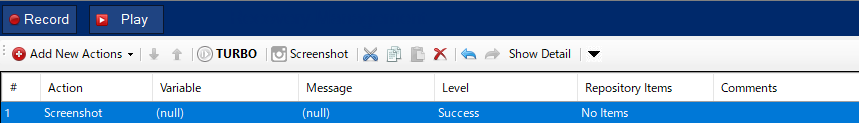 Record Play
Add New Actions TURBO Screenshot Show Detail
# Action Variable Message Level Repository Items Comments
1 Screenshot (null) (null) Success No Items